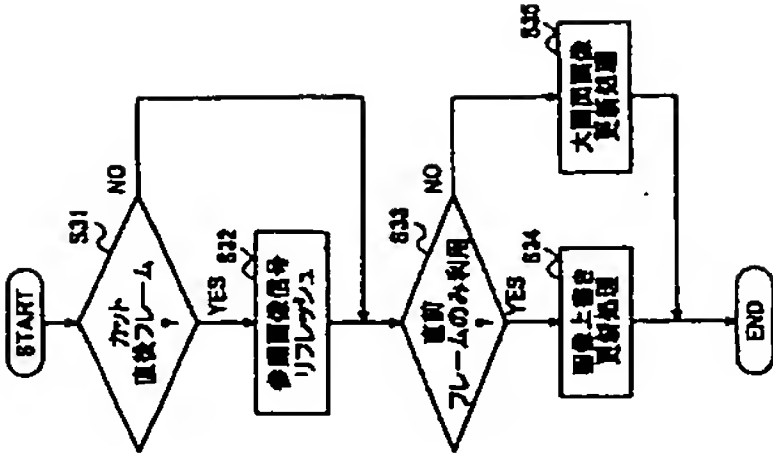 START
S31
カット
直後フレーム
?
NO
YES
S32
参照画像信号
リフレッシュ
S33
直前
フレームのみ利用
?
NO
YES
S34
画像上書き
更新処理
S35
大画面画像
更新処理
END